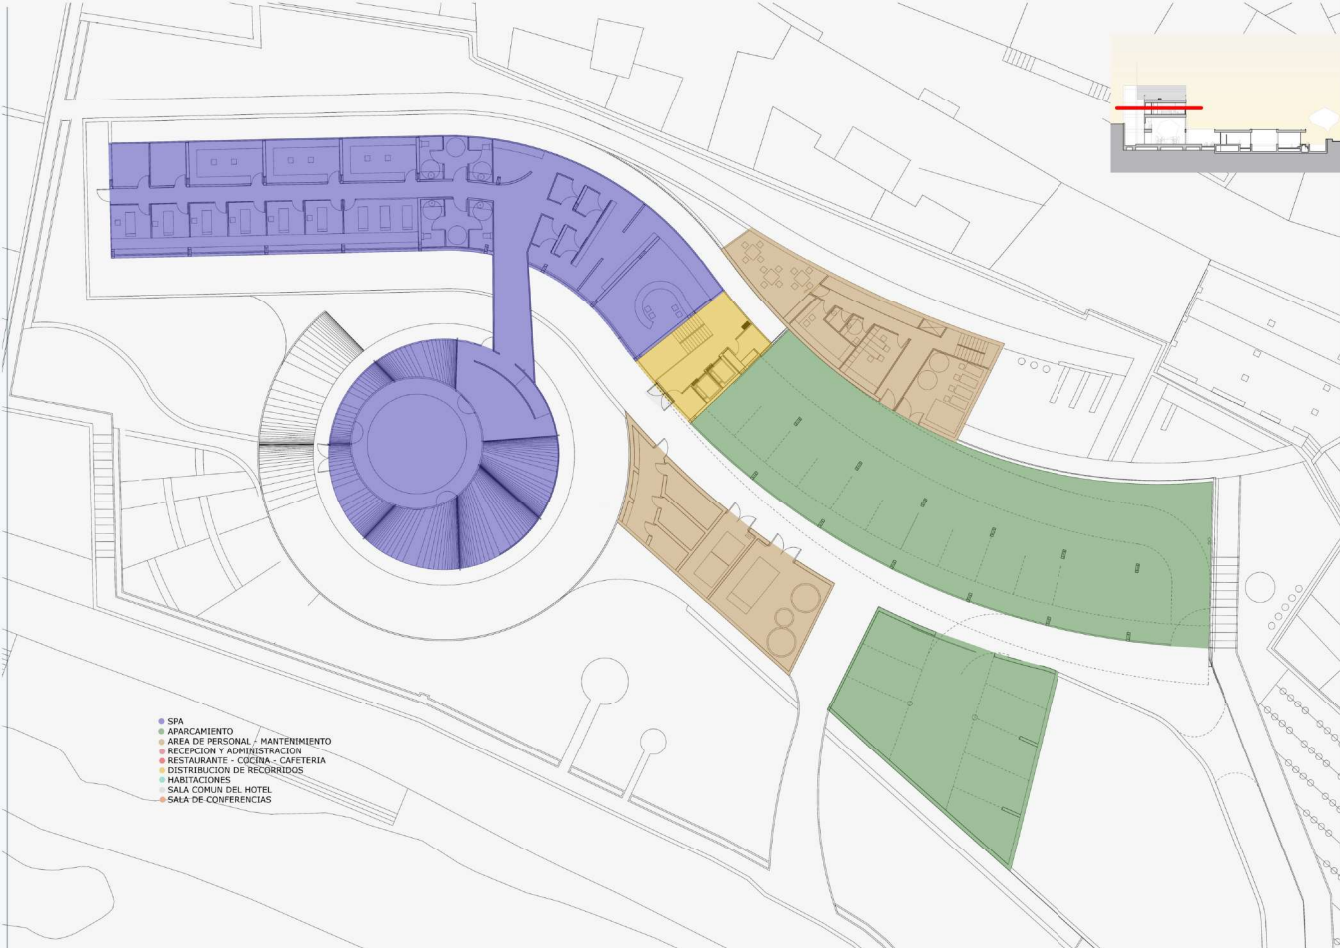 SPA
APARCAMIENTO
AREA DE PERSONAL - MANTENIMIENTO
RECEPCION Y ADMINISTRACION
RESTAURANTE - COCINA - CAFETERIA
DISTRIBUCION DE RECORRIDOS
HABITACIONES
SALA COMUN DEL HOTEL
SALA DE CONFERENCIAS